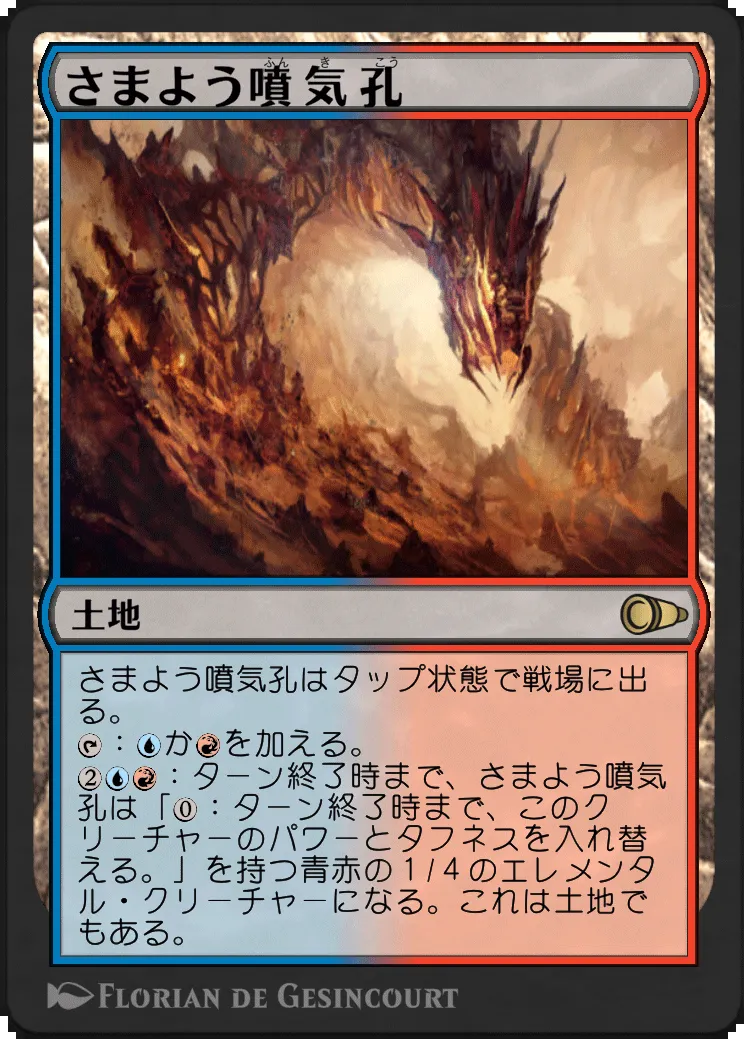 さまよう噴気孔
ふん き こう
土地
さまよう噴気孔はタップ状態で戦場に出
る。
：か を加える。
2 ：ターン終了時まで、さまよう噴気
孔は「0：ターン終了時まで、このク
リーチャーのパワーとタフネスを入れ替
える。」を持つ青赤の1/4のエレメンタ
ル・クリーチャーになる。これは土地で
もある。
FLORIAN DE GESINCOURT